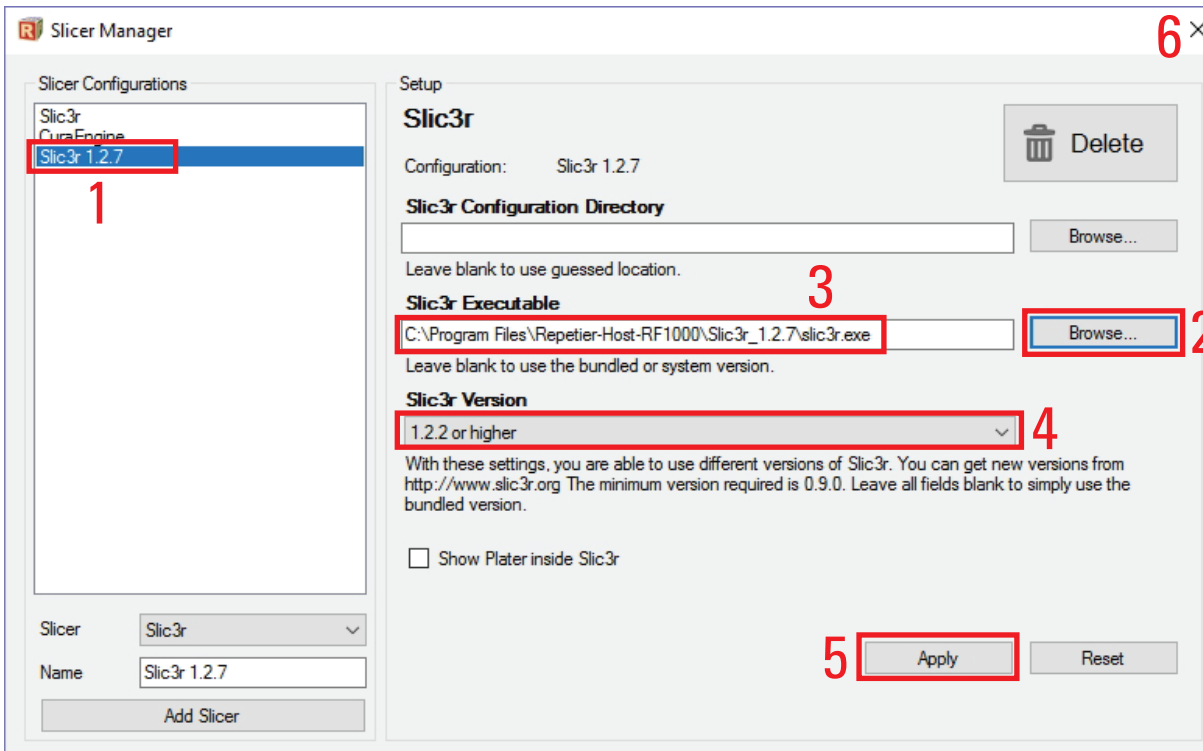 Slicer Manager
6
Slicer Configurations
Slic3r
CuraEngine
Slic3r 1.2.7
1
Slicer
Slic3r
Name
Slic3r 1.2.7
Add Slicer
Setup
Slic3r
Delete
Configuration: Slic3r 1.2.7
Slic3r Configuration Directory
Browse...
Leave blank to use guessed location.
3
Slic3r Executable
C:\Program Files\Repetier-Host-RF1000\Slic3r_1.2.7\slic3r.exe
Browse...
2
Leave blank to use the bundled or system version.
Slic3r Version
1.2.2 or higher
4
With these settings, you are able to use different versions of Slic3r. You can get new versions from
http://www.slic3r.org The minimum version required is 0.9.0. Leave all fields blank to simply use the
bundled version.
Show Plater inside Slic3r
5
Apply
Reset